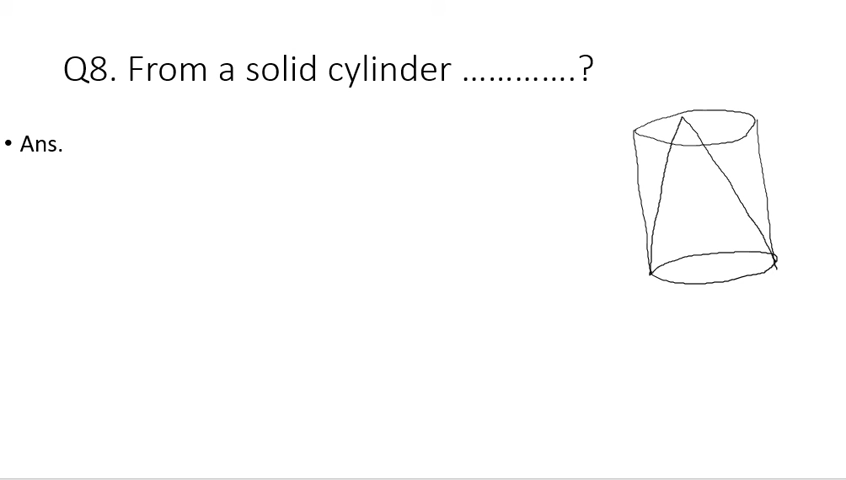 Q8. From a solid cylinder ………….?
• Ans.